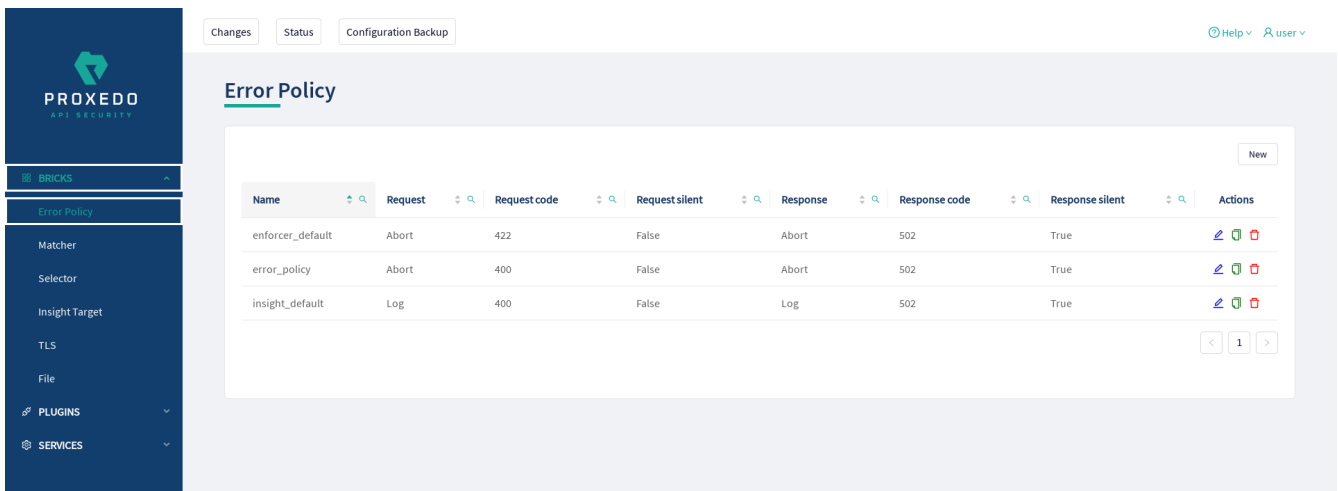 Changes Status Configuration Backup Help user
PROXEDO
API SECURITY
Error Policy
New
BRICKS
Error Policy
Matcher
Selector
Insight Target
TLS
File
PLUGINS
SERVICES
Name Request Request code Request silent Response Response code Response silent Actions
enforcer_default Abort 422 False Abort 502 True
error_policy Abort 400 False Abort 502 True
insight_default Log 400 False Log 502 True
< 1 >